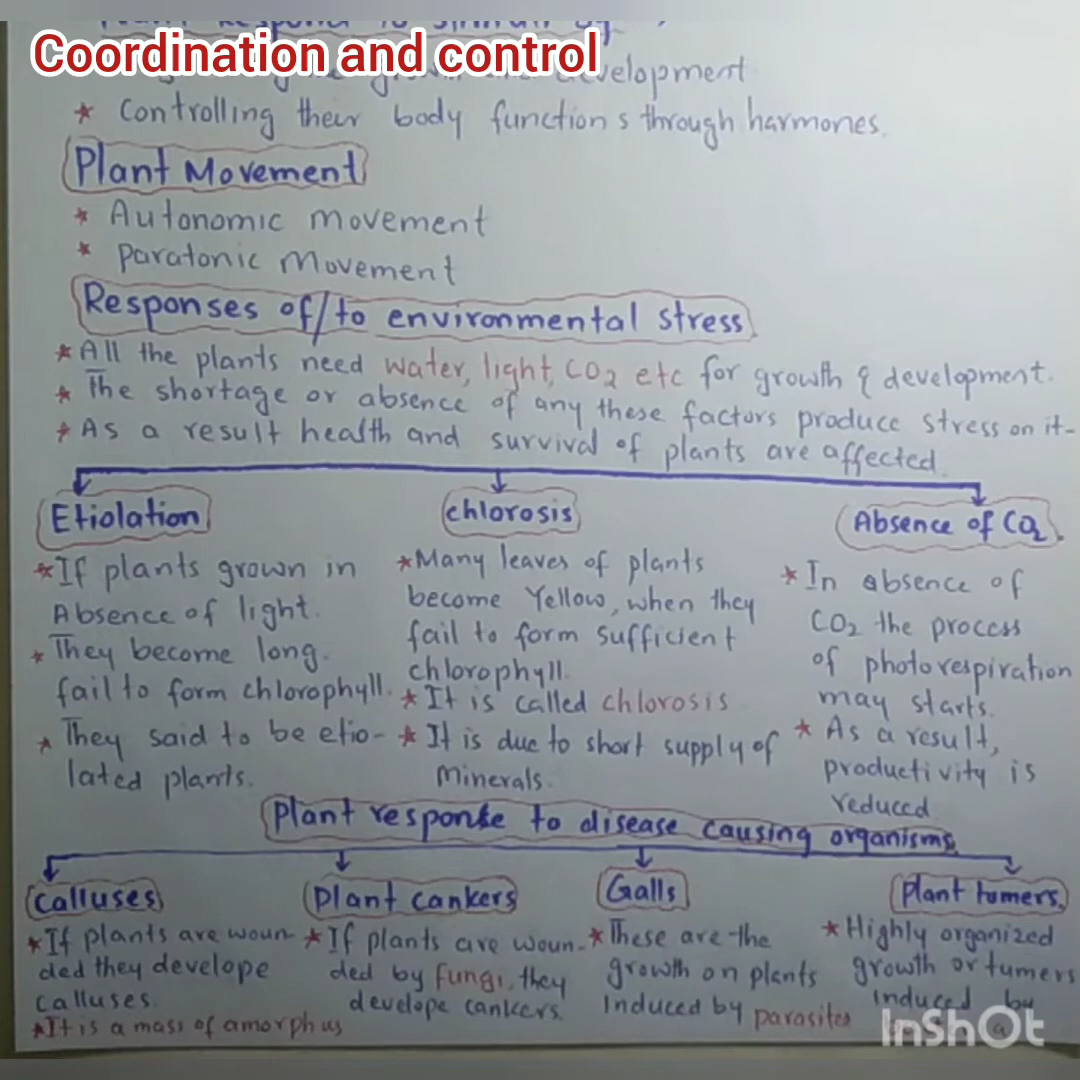 Plant Respond to stimuli by
Coordination and control
development
* Controlling their body functions through harmones.
Plant Movement
* Autonomic movement
* Paratonic Movement
Responses of/to environmental stress
* All the plants need water, light, CO2 etc for growth & development.
* The shortage or absence of any these factors produce stress on it-
* As a result health and survival of plants are affected
Etiolation
* If plants grown in
Absence of light.
* They become long.
fail to form chlorophyll.
* They said to be etio-
lated plants.
chlorosis
* Many leaves of plants
become Yellow, when they
fail to form sufficient
chlorophyll.
* It is called chlorosis
* It is due to short supply of
Minerals.
Absence of CO2.
* In absence of
CO2 the process
of photorespiration
may starts.
* As a result,
productivity is
reduced
Plant response to disease causing organisms.
Calluses
* If plants are woun-
ded they develope
calluses.
* It is a mass of amorphus
Plant cankers
* If plants are woun-
ded by fungi, they
develope cankers.
Galls
* These are the
growth on plants
Induced by parasites
Plant tumers.
* Highly organized
growth or tumers
induced by
InShOt